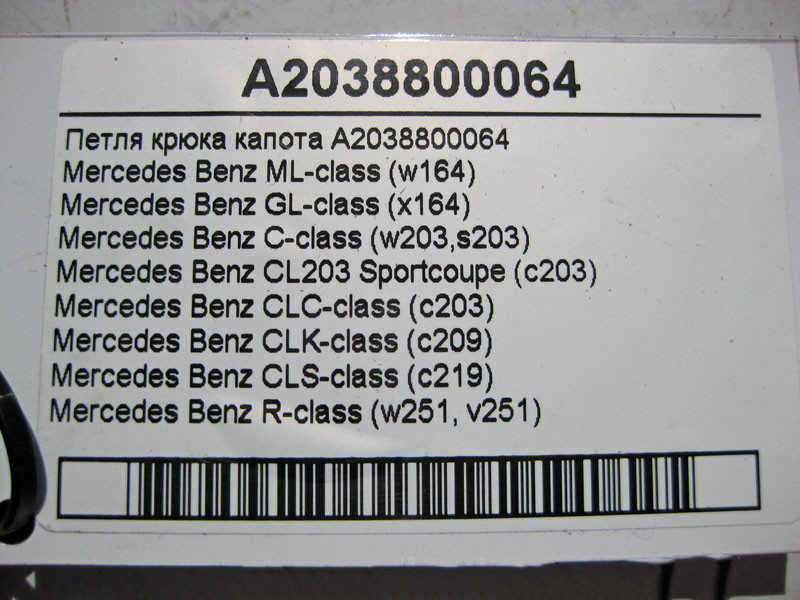 A2038800064
Петля крюка капота A2038800064
Mercedes Benz ML-class (w164)
Mercedes Benz GL-class (x164)
Mercedes Benz C-class (w203,s203)
Mercedes Benz CL203 Sportcoupe (c203)
Mercedes Benz CLC-class (c203)
Mercedes Benz CLK-class (c209)
Mercedes Benz CLS-class (c219)
Mercedes Benz R-class (w251, v251)